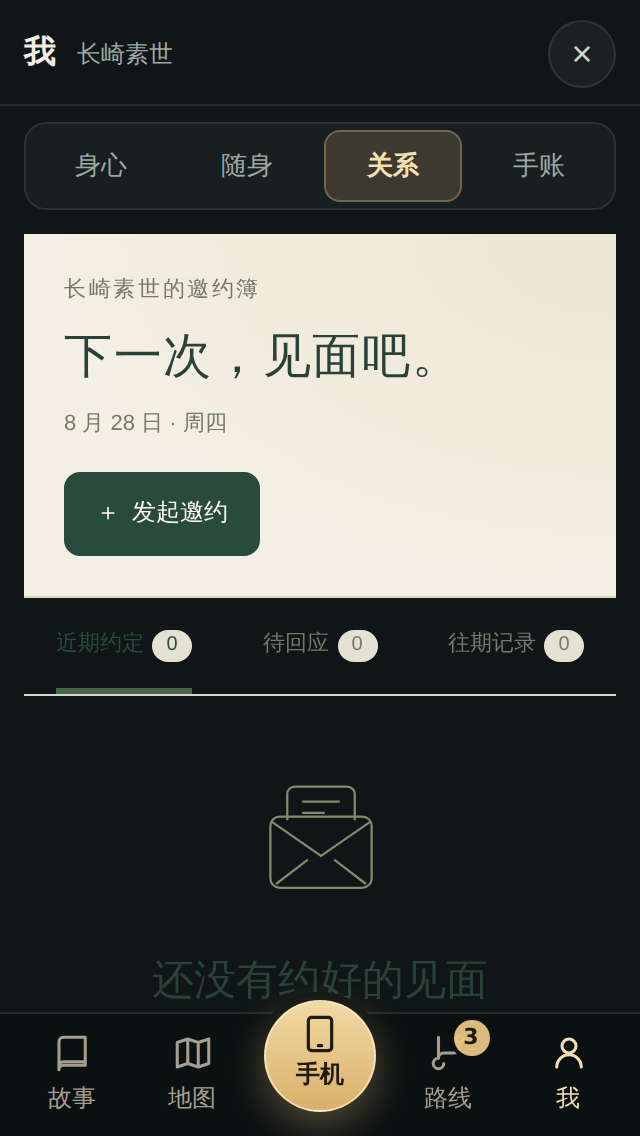 我 长崎素世
×
身心 随身 关系 手账
长崎素世的邀约簿
下一次，见面吧。
8 月 28 日 · 周四
＋ 发起邀约
近期约定 0 待回应 0 往期记录 0
还没有约好的见面
故事 地图 手机 路线 3 我